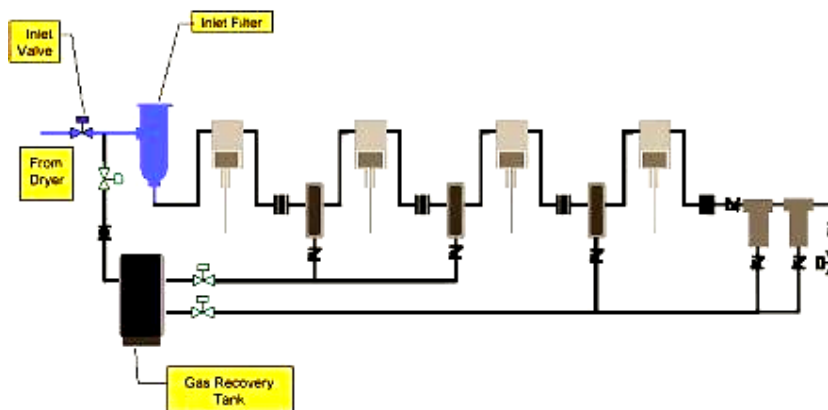 Inlet
Valve
Inlet Filter
From
Dryer
Gas Recovery
Tank